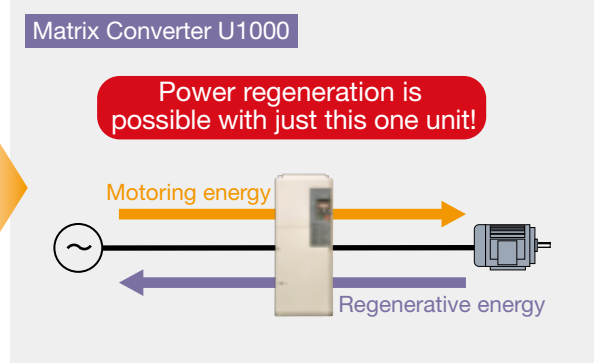 Matrix Converter U1000
Power regeneration is
possible with just this one unit!
Motoring energy
Regenerative energy